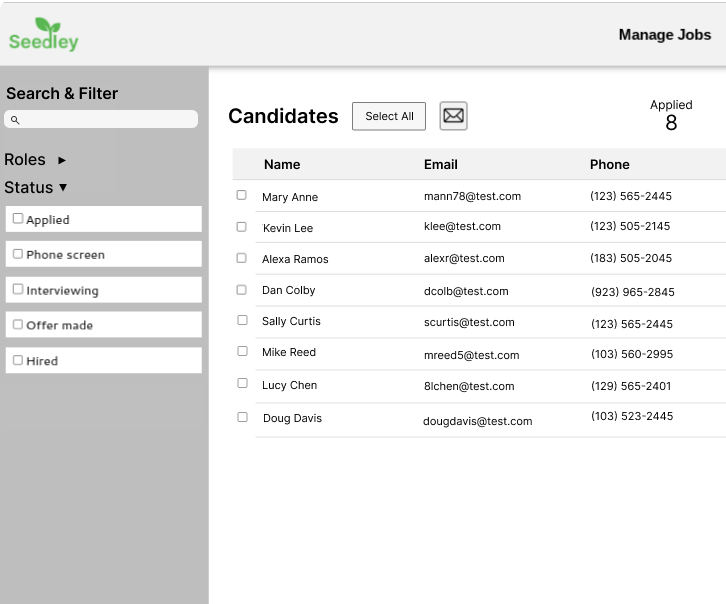 Seedley
Manage Jobs
Search & Filter
Roles
Status
Applied
Phone screen
Interviewing
Offer made
Hired
Candidates Select All
Applied
8
Name Email Phone
Mary Anne mann78@test.com (123) 565-2445
Kevin Lee klee@test.com (123) 505-2145
Alexa Ramos alexr@test.com (183) 505-2045
Dan Colby dcolb@test.com (923) 965-2845
Sally Curtis scurtis@test.com (123) 565-2445
Mike Reed mreed5@test.com (103) 560-2995
Lucy Chen 8lchen@test.com (129) 565-2401
Doug Davis dougdavis@test.com (103) 523-2445